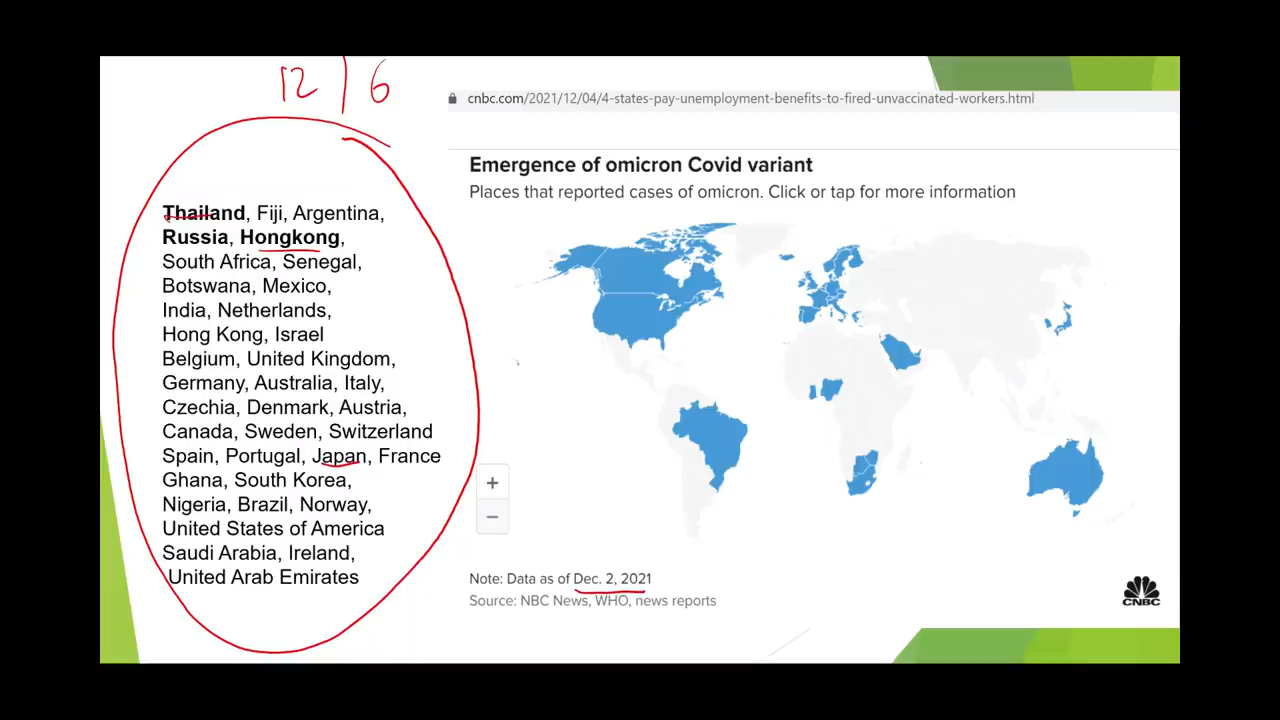 12 / 6
cnbc.com/2021/12/04/4-states-pay-unemployment-benefits-to-fired-unvaccinated-workers.html
Thailand, Fiji, Argentina,
Russia, Hongkong,
South Africa, Senegal,
Botswana, Mexico,
India, Netherlands,
Hong Kong, Israel
Belgium, United Kingdom,
Germany, Australia, Italy,
Czechia, Denmark, Austria,
Canada, Sweden, Switzerland
Spain, Portugal, Japan, France
Ghana, South Korea,
Nigeria, Brazil, Norway,
United States of America
Saudi Arabia, Ireland,
United Arab Emirates
Emergence of omicron Covid variant
Places that reported cases of omicron. Click or tap for more information
+
−
Note: Data as of Dec. 2, 2021
Source: NBC News, WHO, news reports
CNBC